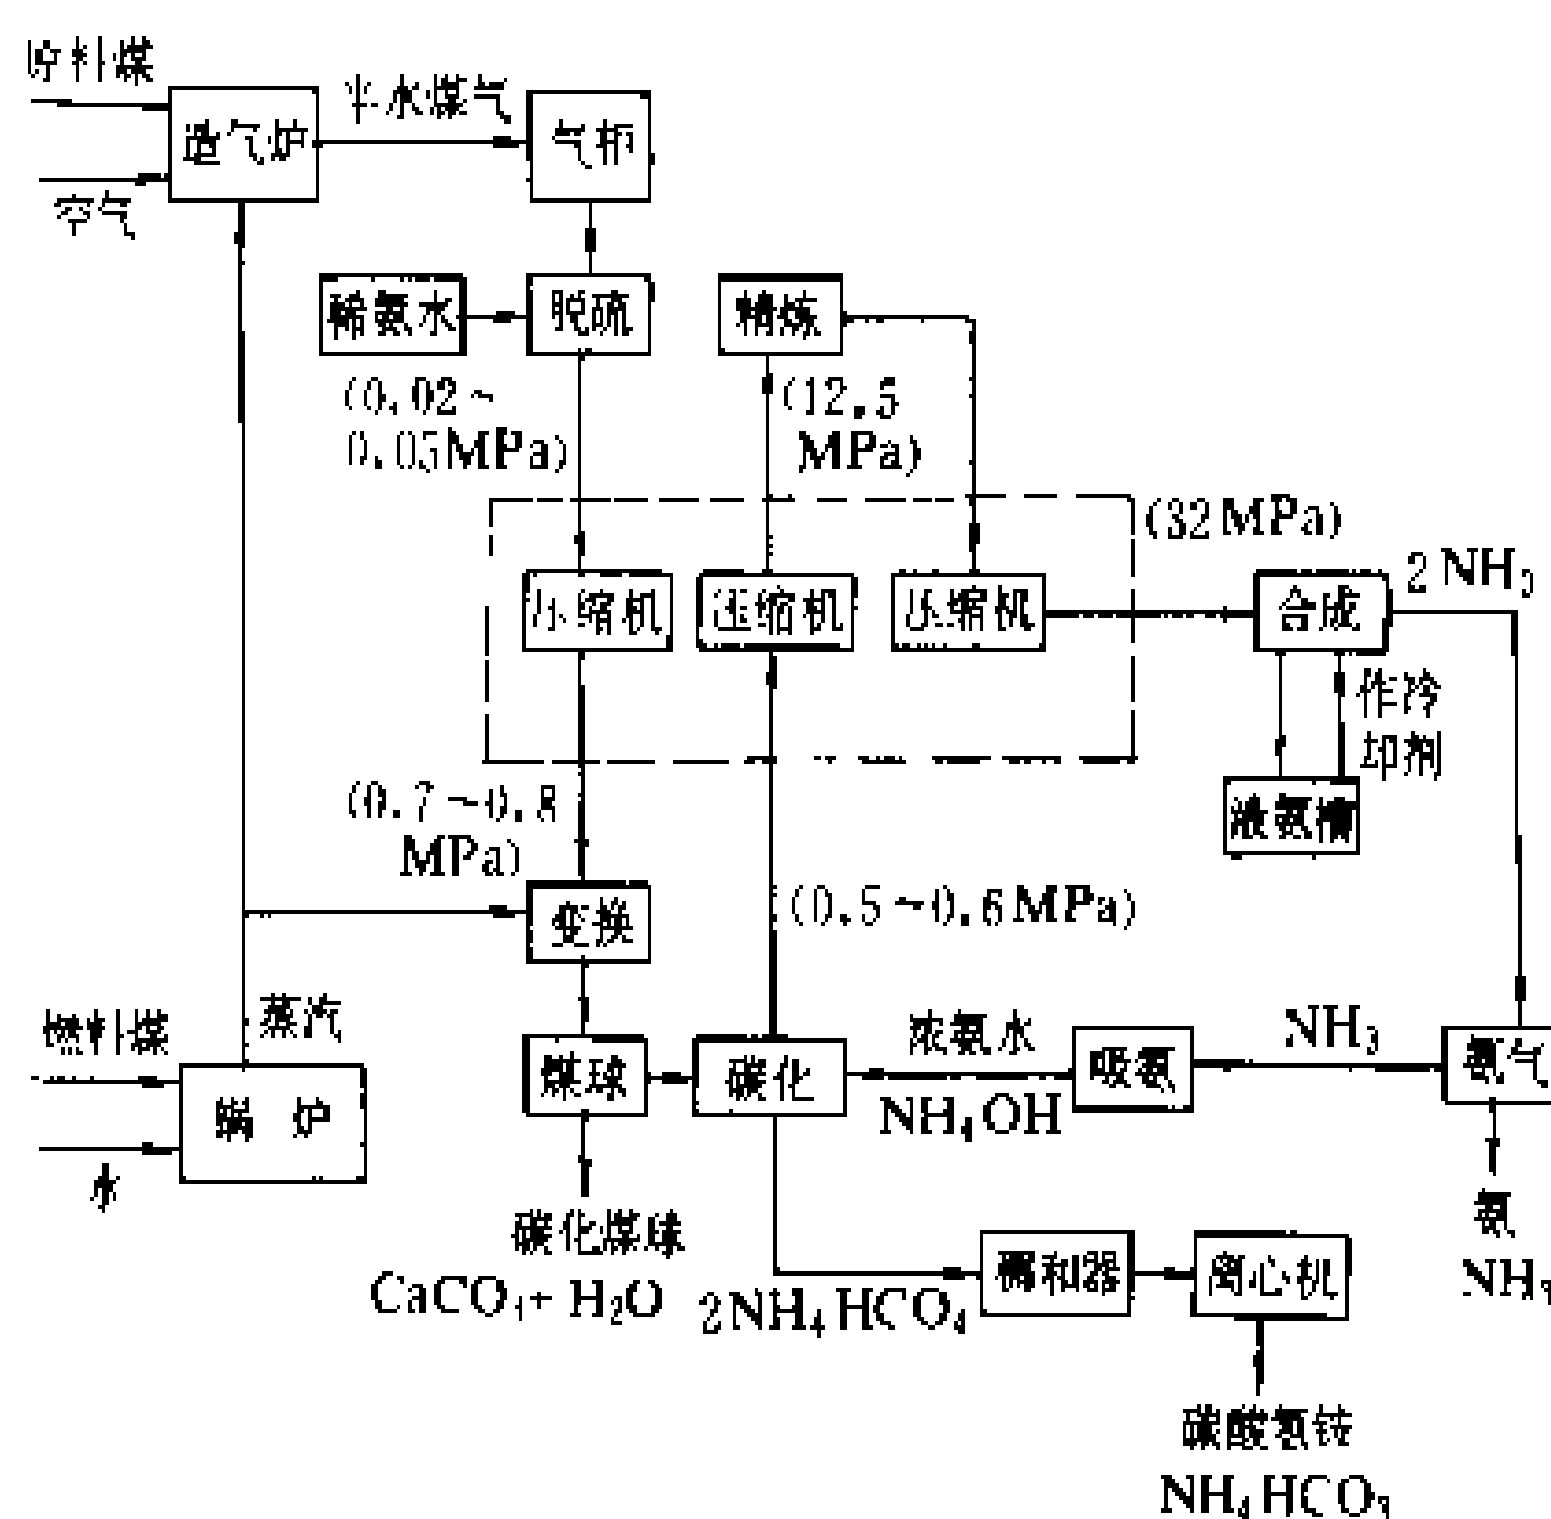 原料煤
半水煤气
造气炉
气柜
空气
稀氨水
脱硫
精炼
(0.02~
0.05MPa)
(12.5
MPa)
(32MPa)
压缩机
压缩机
压缩机
合成
2NH3
作冷
却剂
液氨槽
(0.7~0.8
MPa)
变换
(0.5~0.6MPa)
燃料煤
蒸汽
锅 炉
水
煤球
碳化
浓氨水
NH4OH
吸氨
NH3
氨气
氨
NH3
碳化煤球
CaCO4+H2O
2NH4HCO4
稠和器
离心机
碳酸氢铵
NH4HCO3